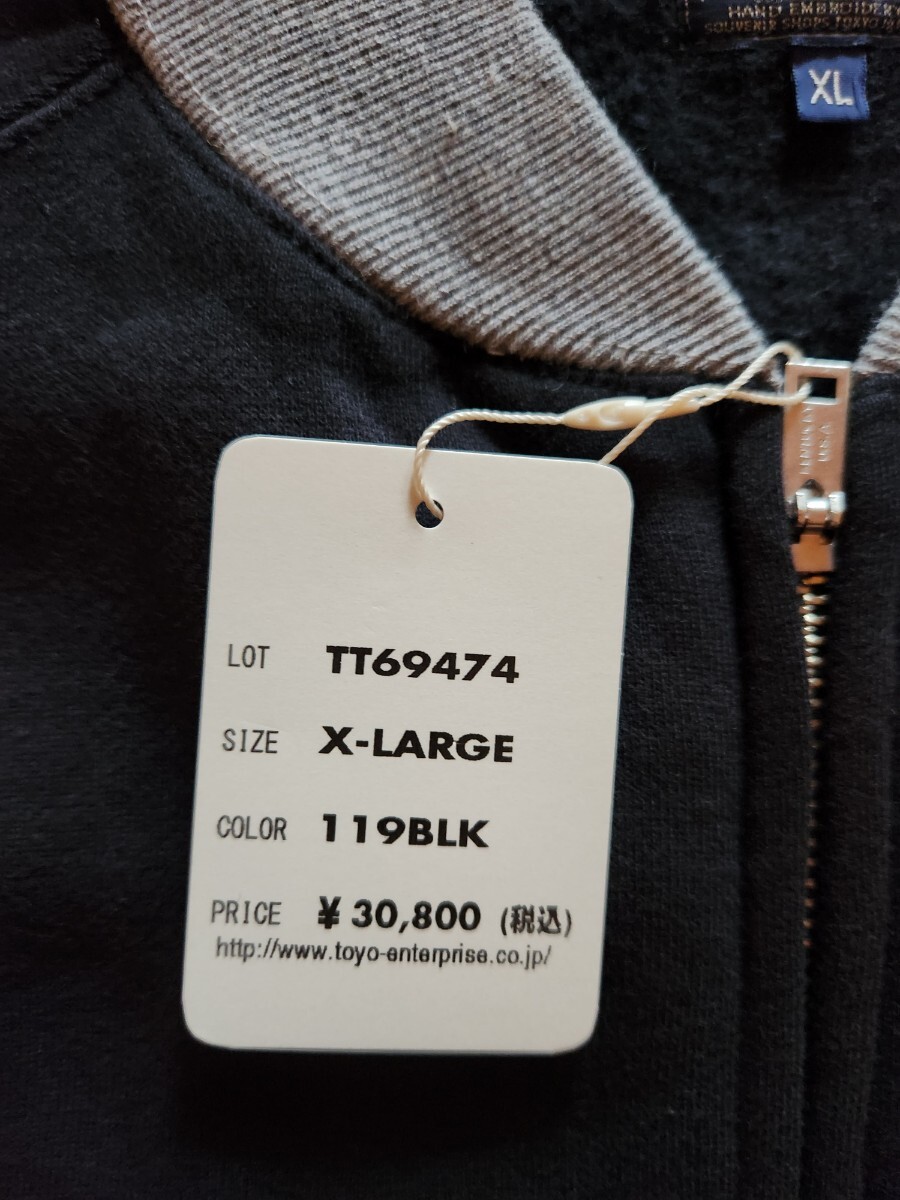 HAND EMBROIDERY
SOUVENIR SHOPS TOKYO
XL
USA
LOT TT69474
SIZE X-LARGE
COLOR 119BLK
PRICE ¥ 30,800 (税込)
http://www.toyo-enterprise.co.jp/